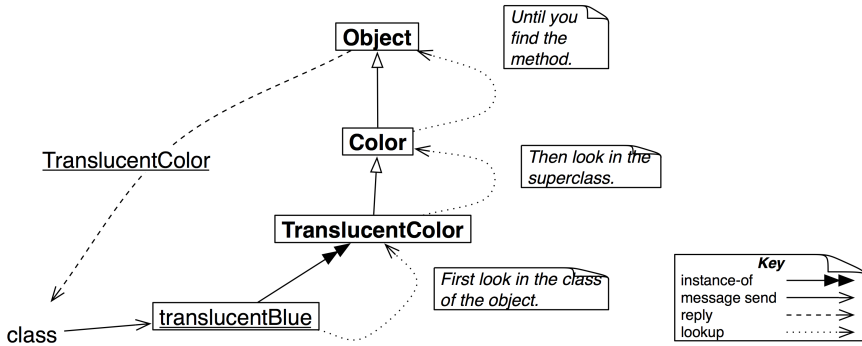 Object
Until you
find the
method.
Color
TranslucentColor
Then look in the
superclass.
TranslucentColor
First look in the class
of the object.
Key
instance-of
message send
reply
lookup
translucentBlue
class